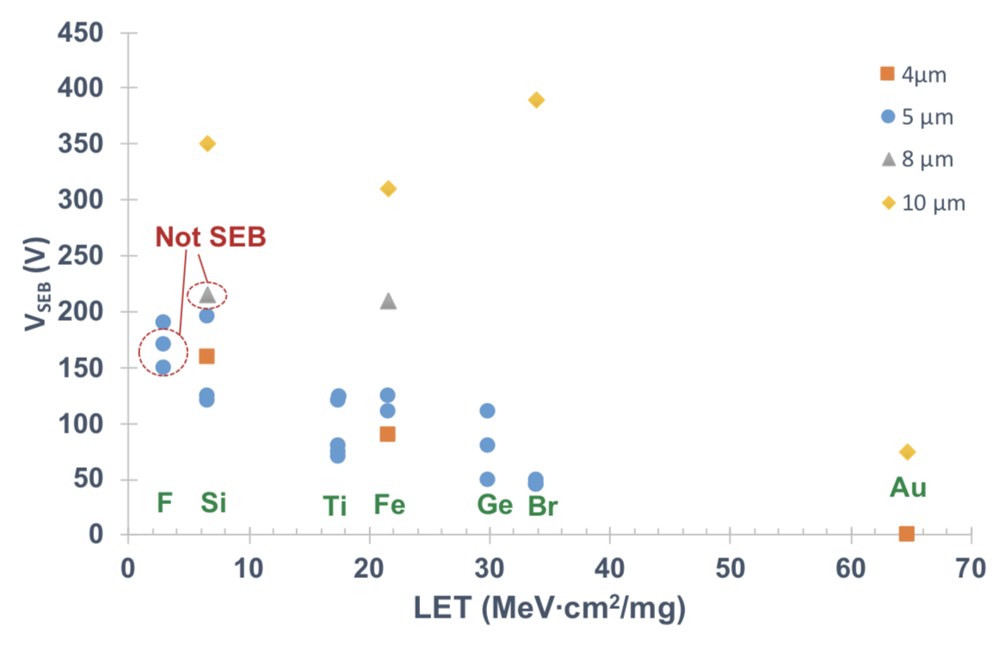 450
400
350
300
250
200
150
100
50
0
V_SEB (V)
4µm
5 µm
8 µm
10 µm
Not SEB
F Si Ti Fe Ge Br Au
0 10 20 30 40 50 60 70
LET (MeV·cm²/mg)